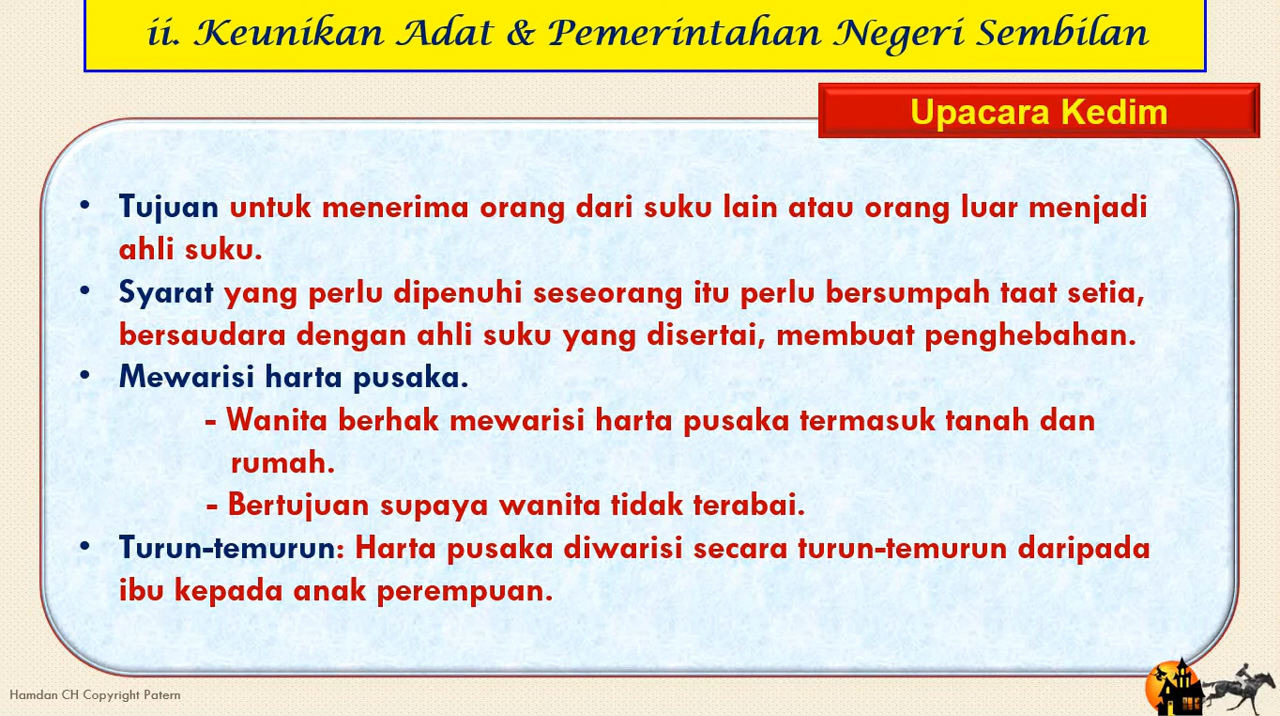 ii. Keunikan Adat & Pemerintahan Negeri Sembilan
Upacara Kedim
• Tujuan untuk menerima orang dari suku lain atau orang luar menjadi
ahli suku.
• Syarat yang perlu dipenuhi seseorang itu perlu bersumpah taat setia,
bersaudara dengan ahli suku yang disertai, membuat penghebahan.
• Mewarisi harta pusaka.
- Wanita berhak mewarisi harta pusaka termasuk tanah dan
rumah.
- Bertujuan supaya wanita tidak terabai.
• Turun-temurun: Harta pusaka diwarisi secara turun-temurun daripada
ibu kepada anak perempuan.
Hamdan CH Copyright Patern